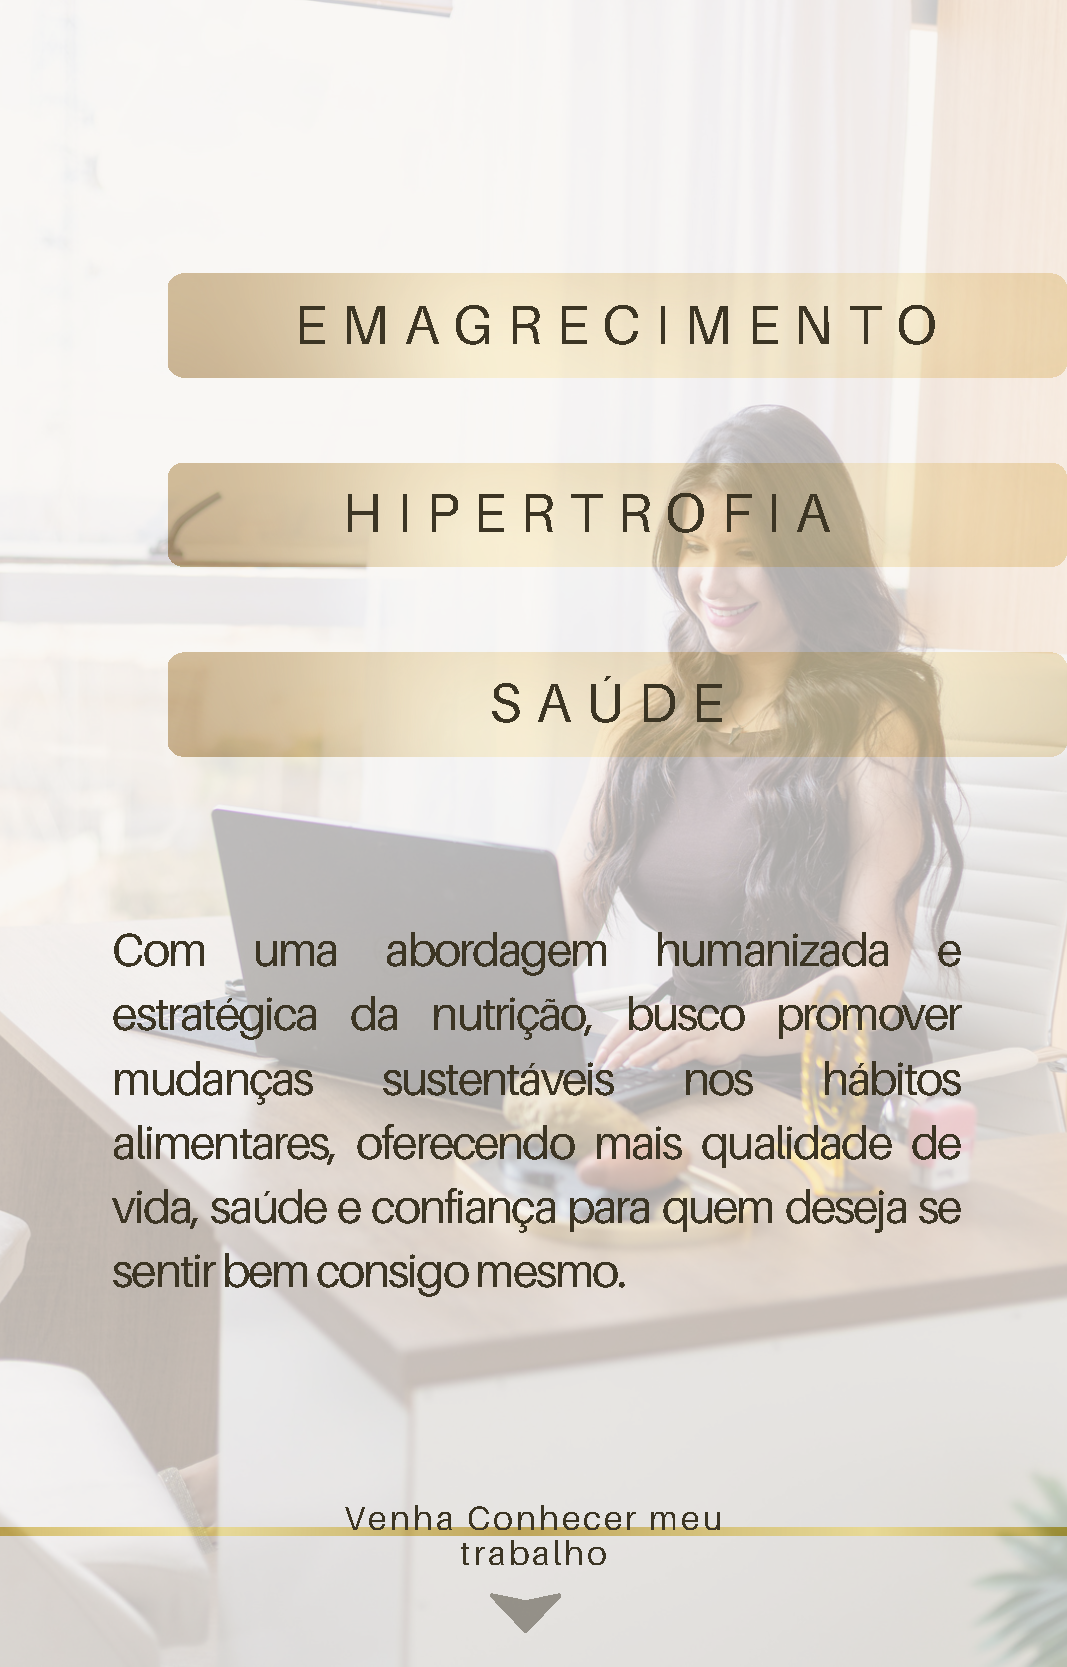 EMAGRECIMENTO
HIPERTROFIA
SAÚDE
Com uma abordagem humanizada e
estratégica da nutrição, busco promover
mudanças sustentáveis nos hábitos
alimentares, oferecendo mais qualidade de
vida, saúde e confiança para quem deseja se
sentir bem consigo mesmo.
Venha Conhecer meu
trabalho